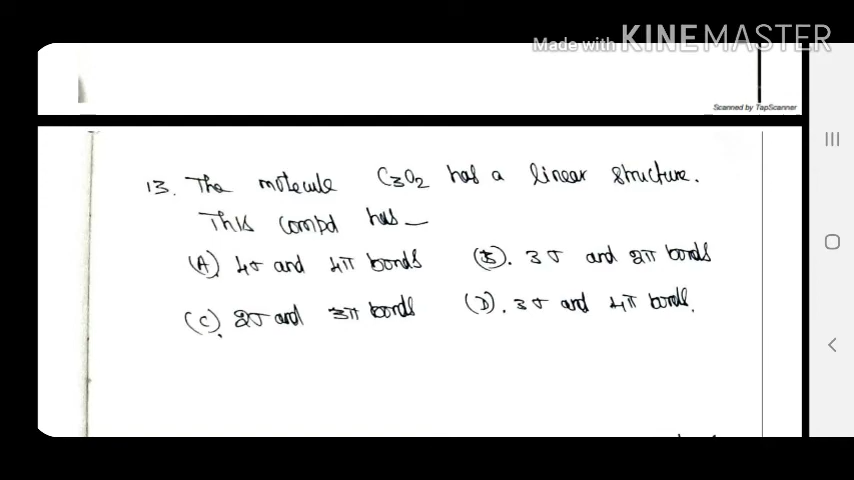 Made with KINEMASTER
Scanned by TapScanner
13. The molecule C3O2 has a linear structure.
This compd has —
(A). 4σ and 4π bonds (B). 3σ and 2π bonds
(C). 2σ and 3π bonds (D). 3σ and 4π bonds.